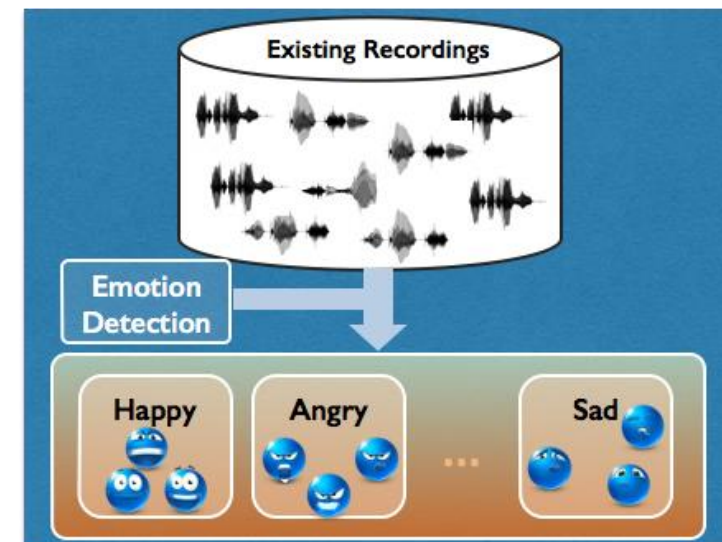 Existing Recordings
Emotion
Detection
Happy
Angry
...
Sad